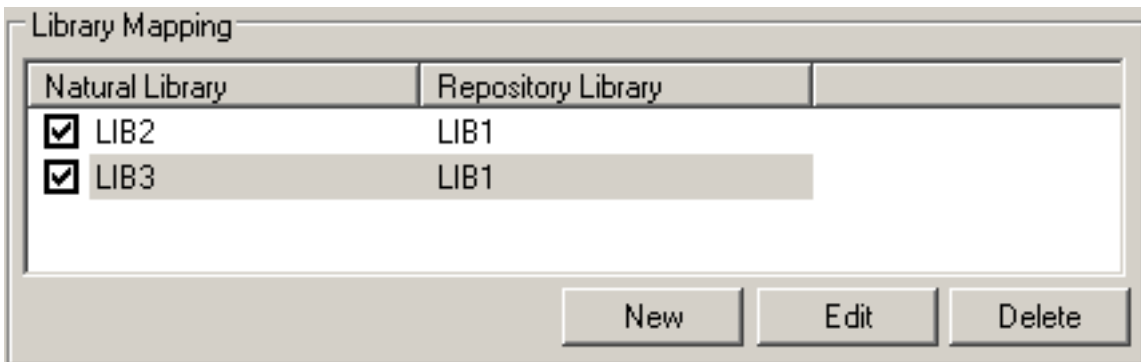 Library Mapping
Natural Library Repository Library
LIB2 LIB1
LIB3 LIB1
New Edit Delete